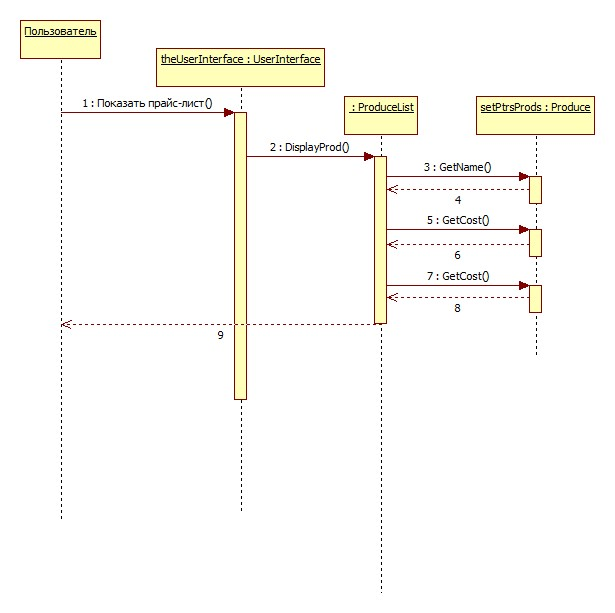 Пользователь
theUserInterface : UserInterface
: ProduceList
setPtrsProds : Produce
1 : Показать прайс-лист()
2 : DisplayProd()
3 : GetName()
4
5 : GetCost()
6
7 : GetCost()
8
9